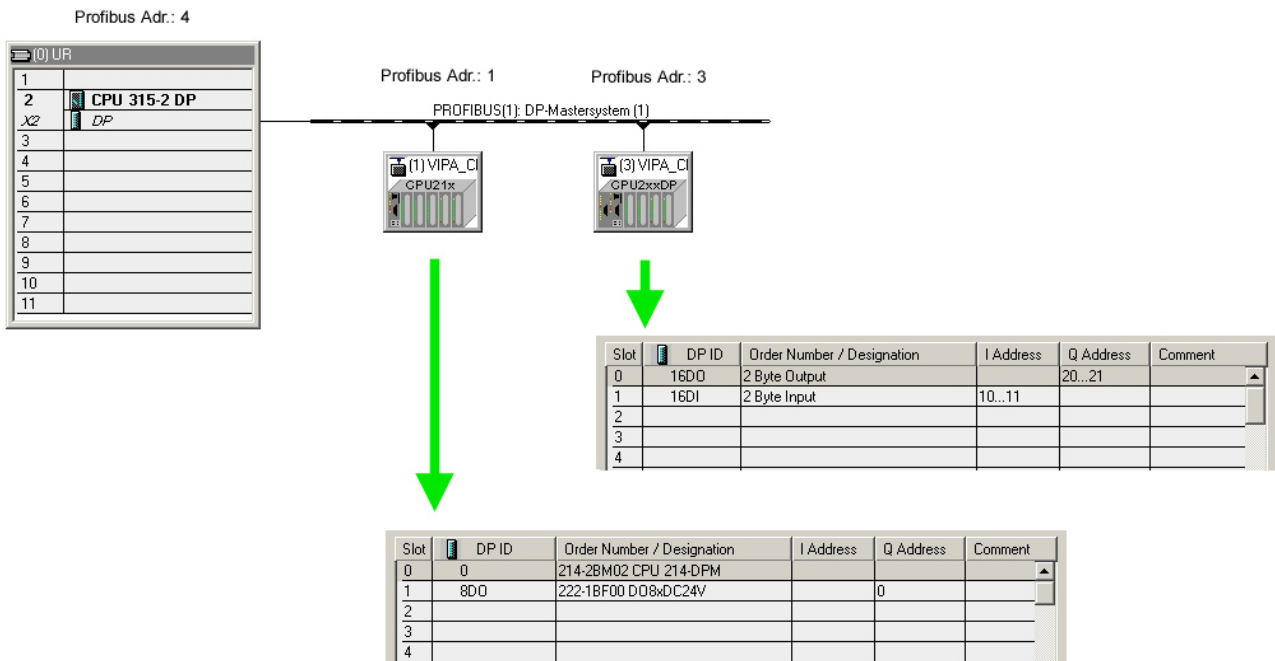 Profibus Adr.: 4
(0) UR
1
2 CPU 315-2 DP
X2 DP
3
4
5
6
7
8
9
10
11
Profibus Adr.: 1 Profibus Adr.: 3
PROFIBUS(1): DP-Mastersystem (1)
(1) VIPA_CI (3) VIPA_CI
CPU21x CPU2xxDP
Slot DP ID Order Number / Designation I Address Q Address Comment
0 16DO 2 Byte Output 20...21
1 16DI 2 Byte Input 10...11
2
3
4
Slot DP ID Order Number / Designation I Address Q Address Comment
0 0 214-2BM02 CPU 214-DPM
1 8DO 222-1BF00 DO8xDC24V 0
2
3
4